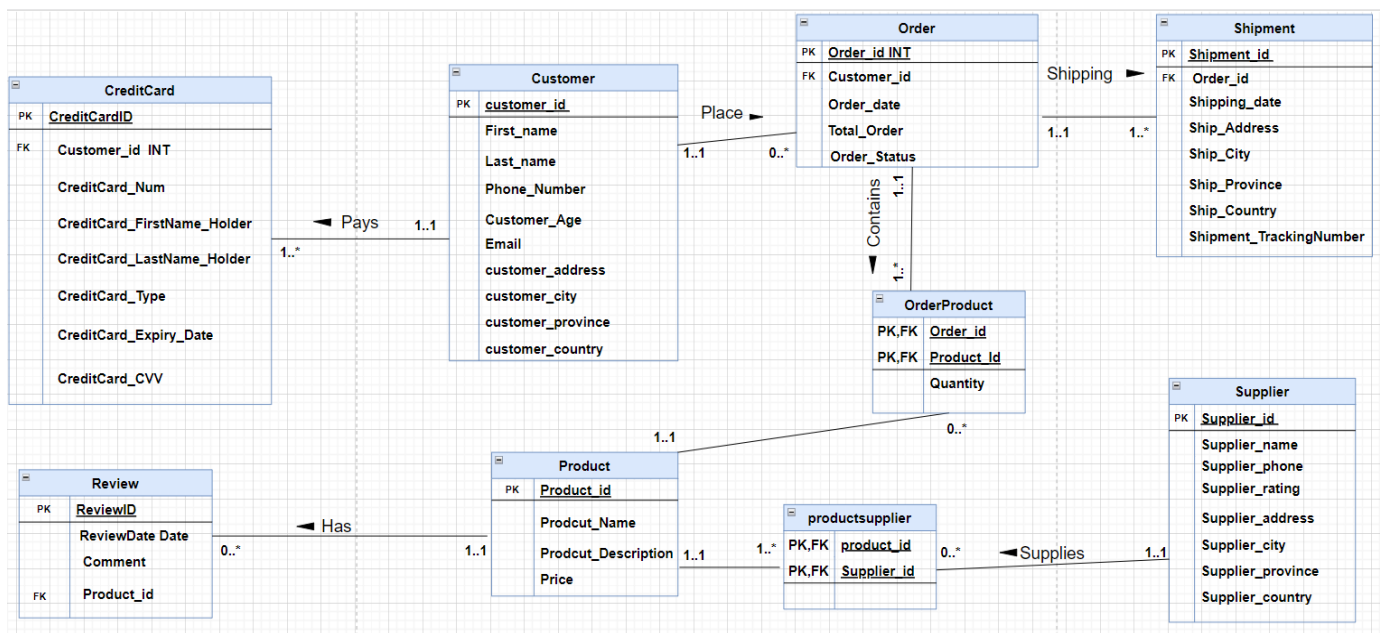 CreditCard
PK CreditCardID
FK Customer_id INT
CreditCard_Num
CreditCard_FirstName_Holder
CreditCard_LastName_Holder
CreditCard_Type
CreditCard_Expiry_Date
CreditCard_CVV
1..*
Pays
1..1
Customer
PK customer_id
First_name
Last_name
Phone_Number
Customer_Age
Email
customer_address
customer_city
customer_province
customer_country
Place
1..1
0..*
Order
PK Order_id INT
FK Customer_id
Order_date
Total_Order
Order_Status
Shipping
1..1
1..*
Shipment
PK Shipment_id
FK Order_id
Shipping_date
Ship_Address
Ship_City
Ship_Province
Ship_Country
Shipment_TrackingNumber
1..1
Contains
1..*
OrderProduct
PK,FK Order_id
PK,FK Product_Id
Quantity
0..*
1..1
Product
PK Product_id
Prodcut_Name
Prodcut_Description
Price
Review
PK ReviewID
ReviewDate Date
Comment
FK Product_id
0..*
Has
1..1
1..1
1..*
productsupplier
PK,FK product_id
PK,FK Supplier_id
0..*
Supplies
1..1
Supplier
PK Supplier_id
Supplier_name
Supplier_phone
Supplier_rating
Supplier_address
Supplier_city
Supplier_province
Supplier_country